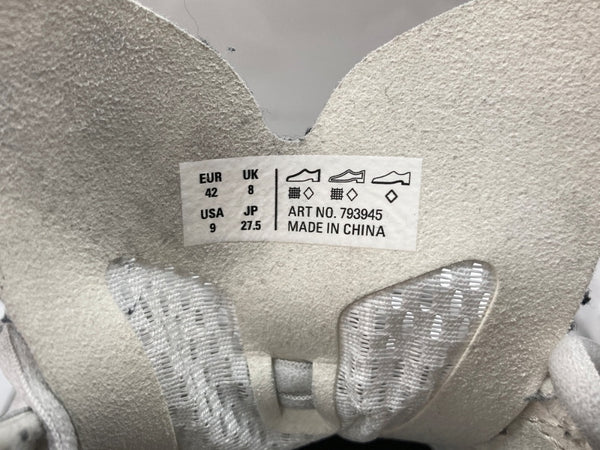 EUR UK
42 8
USA JP
9 27.5
ART NO. 793945
MADE IN CHINA